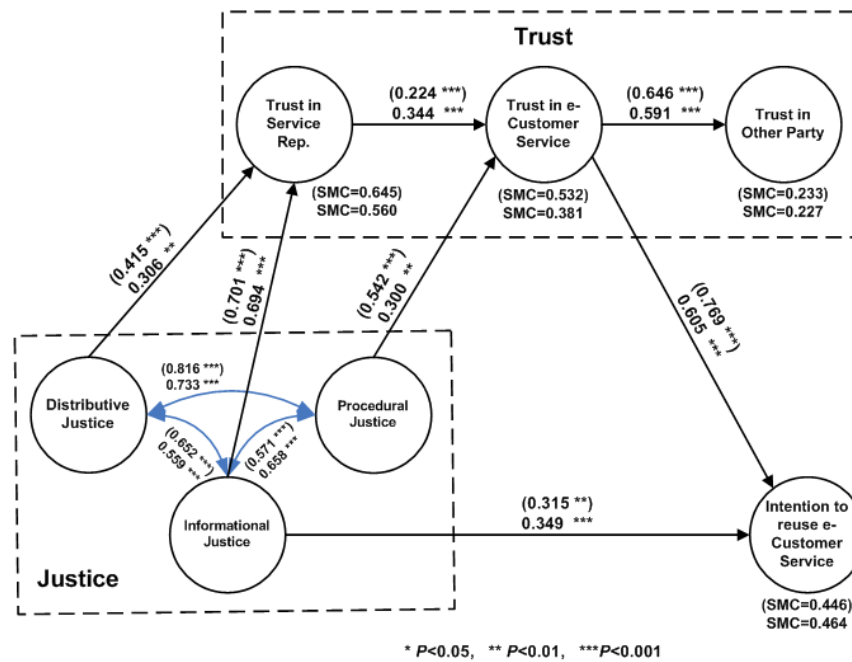 Trust
Trust in
Service
Rep.
(0.224 ***)
0.344 ***
Trust in e-
Customer
Service
(0.646 ***)
0.591 ***
Trust in
Other Party
(SMC=0.645)
SMC=0.560
(SMC=0.532)
SMC=0.381
(SMC=0.233)
SMC=0.227
(0.415 ***)
0.306 **
(0.701 ***)
0.694 ***
(0.542 ***)
0.300 **
(0.769 ***)
0.605 ***
Distributive
Justice
(0.816 ***)
0.733 ***
Procedural
Justice
(0.652 ***)
0.559 ***
(0.571 ***)
0.658 ***
Informational
Justice
(0.315 **)
0.349 ***
Intention to
reuse e-
Customer
Service
Justice
(SMC=0.446)
SMC=0.464
* P<0.05, ** P<0.01, ***P<0.001